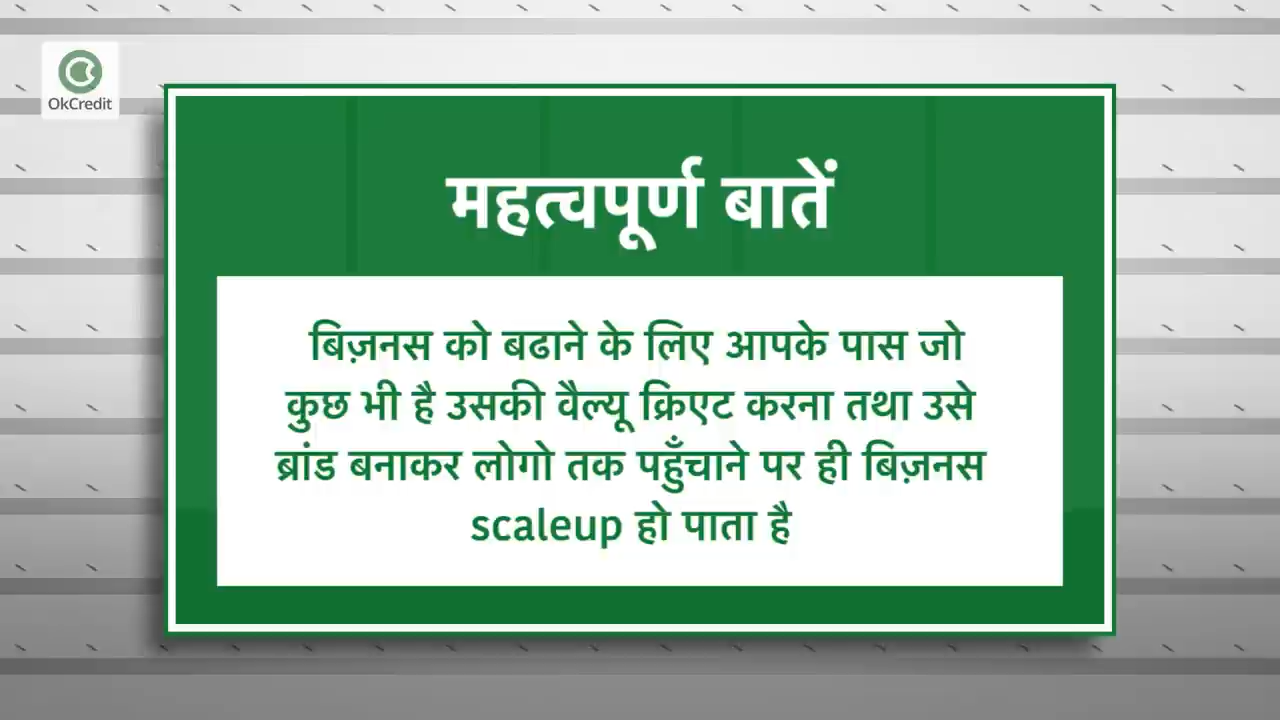 OkCredit
महत्वपूर्ण बातें
बिज़नस को बढाने के लिए आपके पास जो
कुछ भी है उसकी वैल्यू क्रिएट करना तथा उसे
ब्रांड बनाकर लोगो तक पहुँचाने पर ही बिज़नस
scaleup हो पाता है